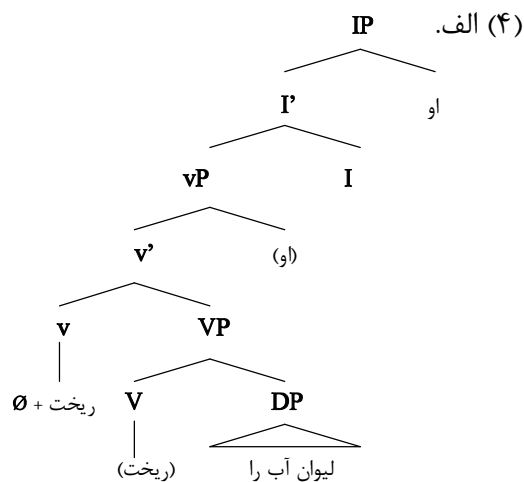 (۴) الف. IP
او I’
I vP
(او) v’
VP v
DP V ریخت + Ø
لیوان آب را (ریخت)